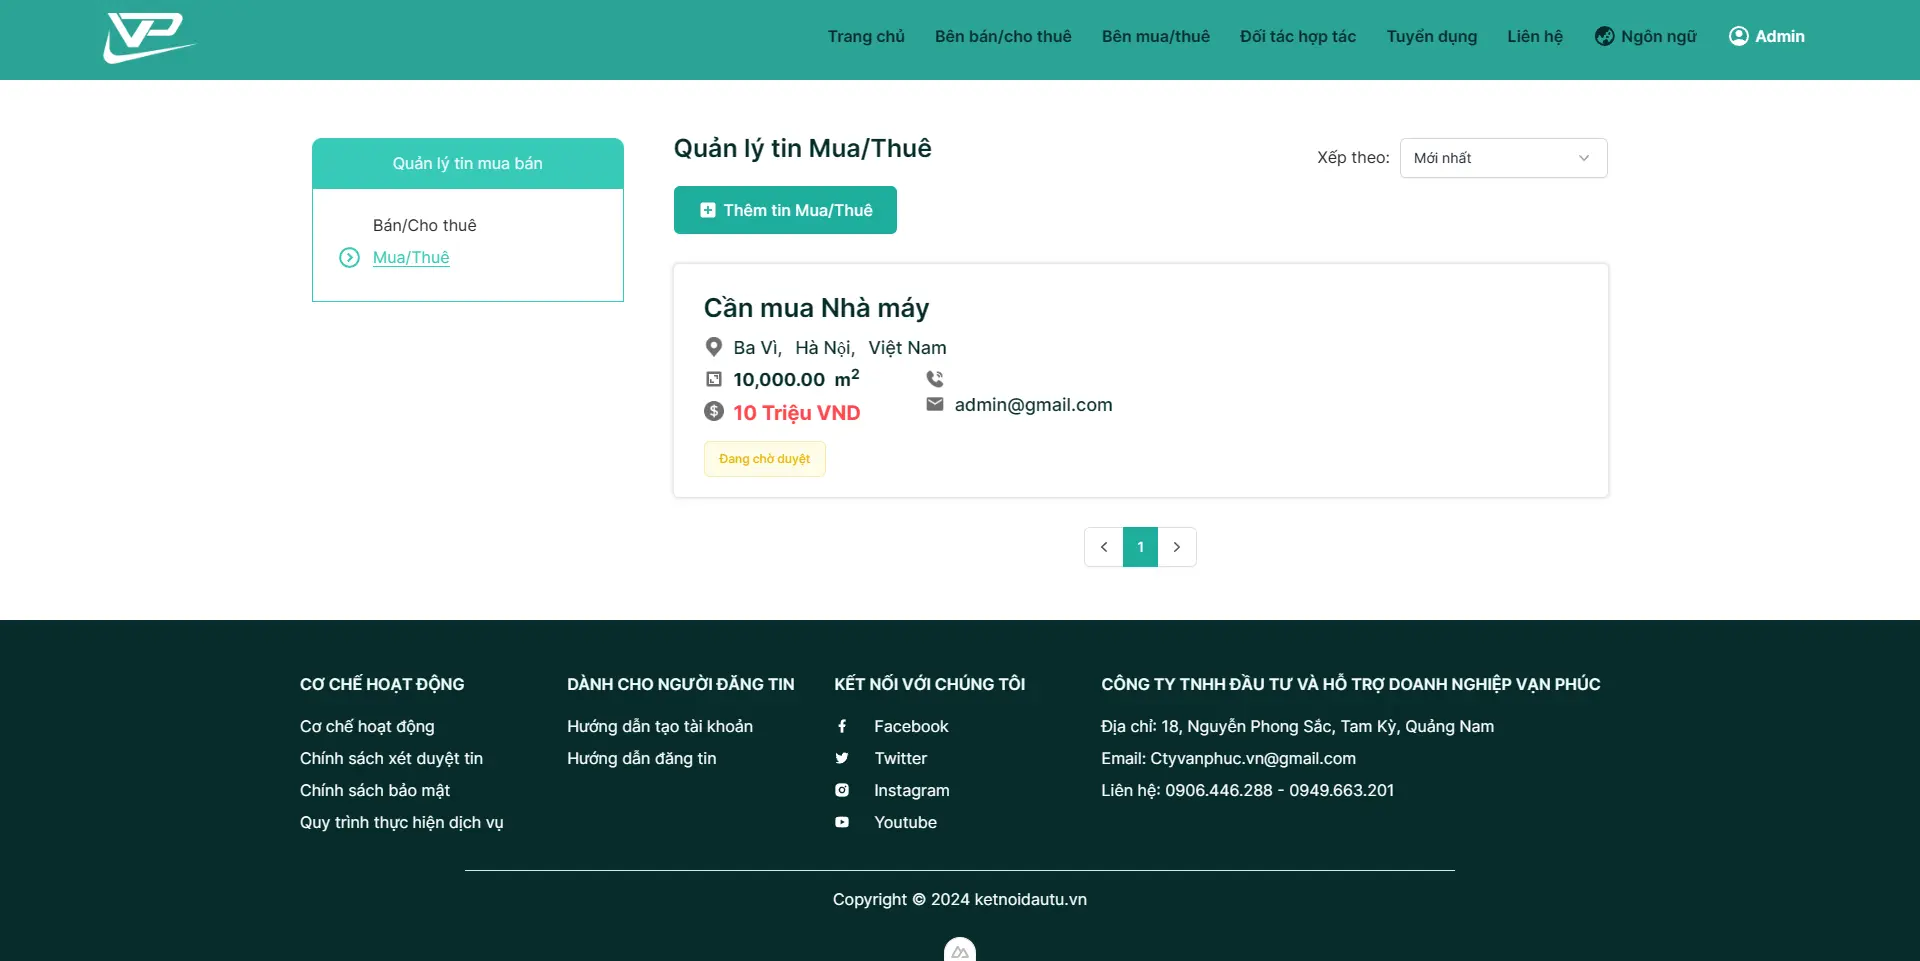 VP
Trang chủ
Bên bán/cho thuê
Bên mua/thuê
Đối tác hợp tác
Tuyển dụng
Liên hệ
Ngôn ngữ
Admin
Quản lý tin mua bán
Bán/Cho thuê
Mua/Thuê
Quản lý tin Mua/Thuê
Xếp theo:
Mới nhất
Thêm tin Mua/Thuê
Cần mua Nhà máy
Ba Vì, Hà Nội, Việt Nam
10,000.00 m²
10 Triệu VND
admin@gmail.com
Đang chờ duyệt
1
CƠ CHẾ HOẠT ĐỘNG
Cơ chế hoạt động
Chính sách xét duyệt tin
Chính sách bảo mật
Quy trình thực hiện dịch vụ
DÀNH CHO NGƯỜI ĐĂNG TIN
Hướng dẫn tạo tài khoản
Hướng dẫn đăng tin
KẾT NỐI VỚI CHÚNG TÔI
Facebook
Twitter
Instagram
Youtube
CÔNG TY TNHH ĐẦU TƯ VÀ HỖ TRỢ DOANH NGHIỆP VẠN PHÚC
Địa chỉ: 18, Nguyễn Phong Sắc, Tam Kỳ, Quảng Nam
Email: Ctyvanphuc.vn@gmail.com
Liên hệ: 0906.446.288 - 0949.663.201
Copyright © 2024 ketnoidautu.vn